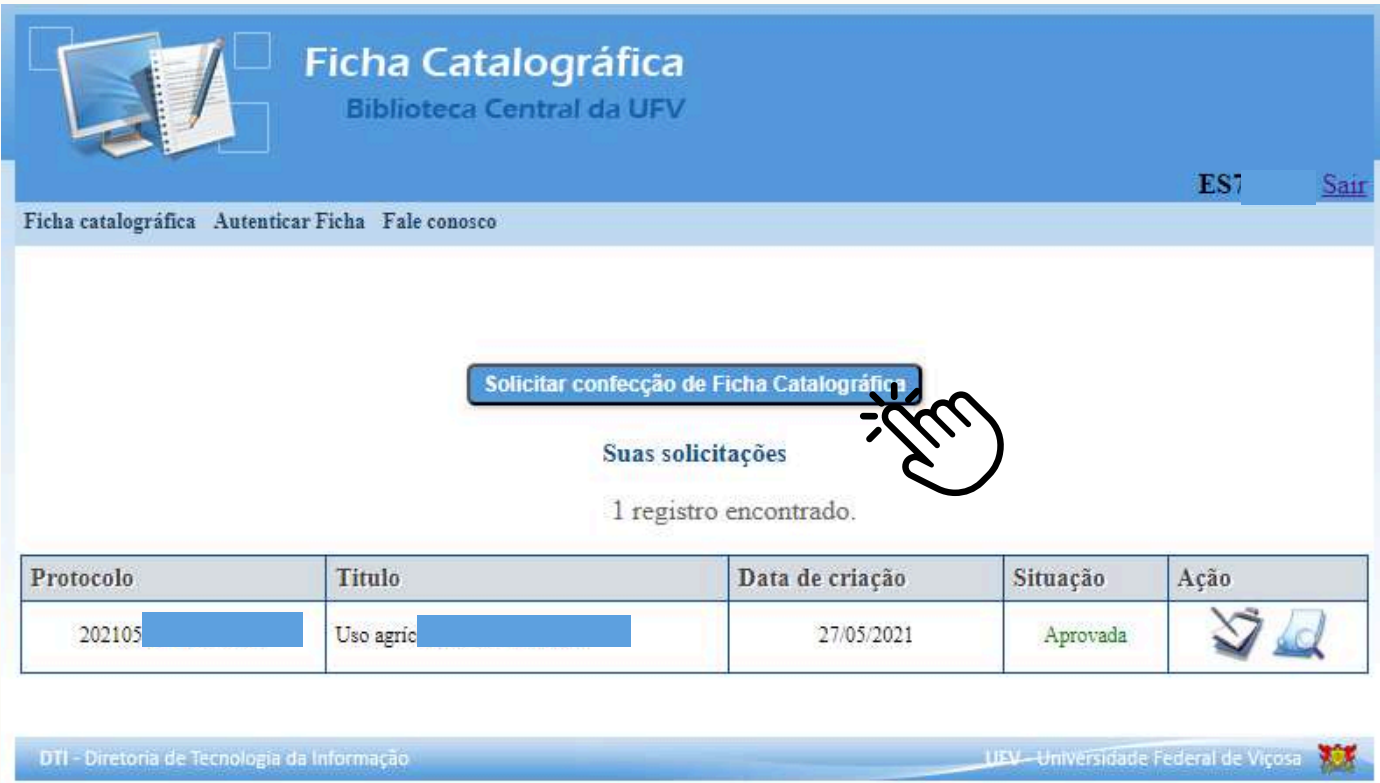 Ficha Catalográfica
Biblioteca Central da UFV
ES7 Sair
Ficha catalográfica Autenticar Ficha Fale conosco
Solicitar confecção de Ficha Catalográfica
Suas solicitações
1 registro encontrado.
Protocolo Título Data de criação Situação Ação
202105 Uso agríc 27/05/2021 Aprovada
DTI - Diretoria de Tecnologia da Informação UFV - Universidade Federal de Viçosa